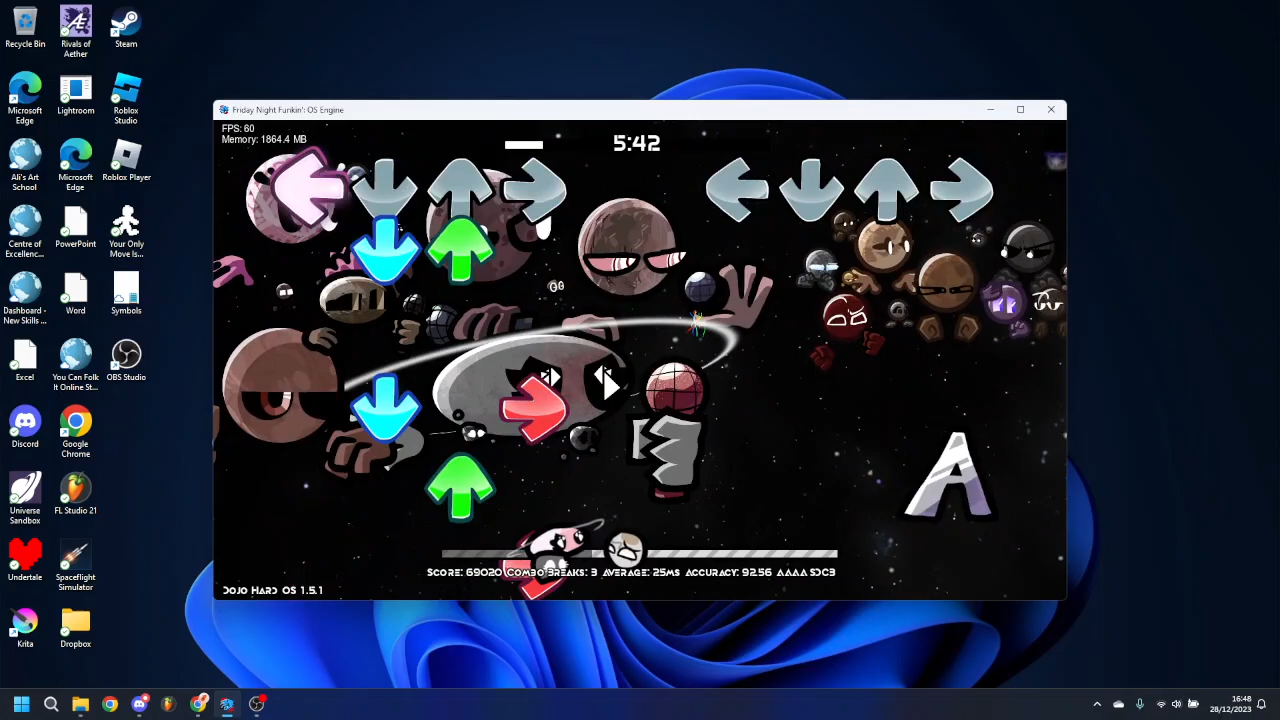 Recycle Bin
Rivals of
Aether
Steam
Microsoft
Edge
Lightroom
Roblox
Studio
Ali's Art
School
Microsoft
Edge
Roblox Player
Centre of
Excellenc...
PowerPoint
Your Only
Move Is...
Dashboard -
New Skills ...
Word
Symbols
Excel
You Can Folk
It Online St...
OBS Studio
Discord
Google
Chrome
Universe
Sandbox
FL Studio 21
Undertale
Spaceflight
Simulator
Krita
Dropbox
Friday Night Funkin': OS Engine
FPS: 60
Memory: 1864.4 MB
5:42
A
Score: 69020 Combo Breaks: 3 Average: 25ms Accuracy: 92.56 AAAA SDCB
Dojo Hard OS 1.5.1
16:48
28/12/2023